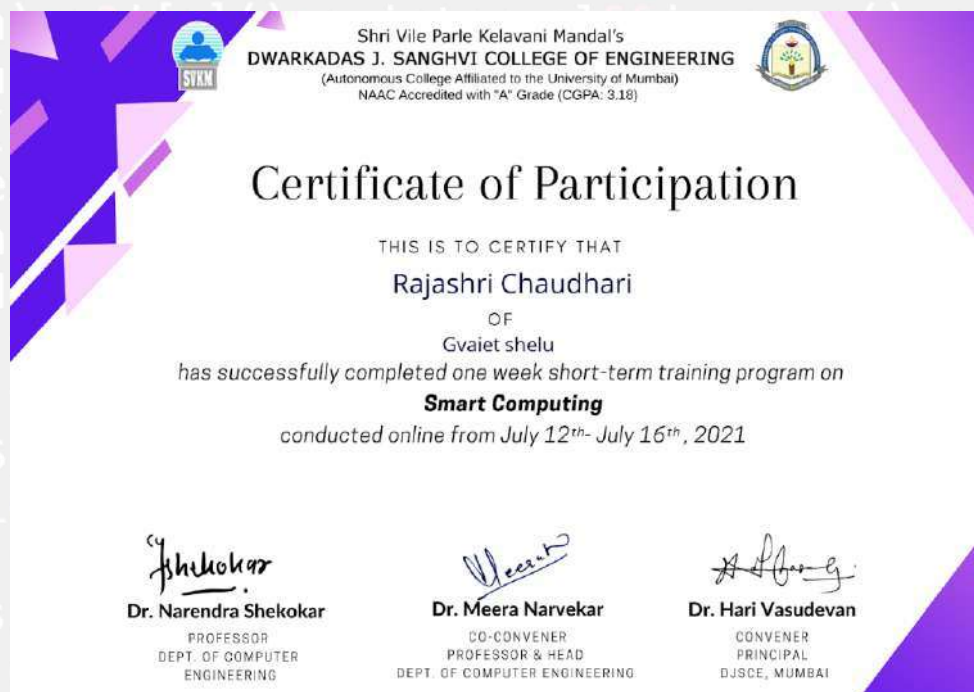 Shri Vile Parle Kelavani Mandal's
DWARKADAS J. SANGHVI COLLEGE OF ENGINEERING
(Autonomous College Affiliated to the University of Mumbai)
NAAC Accredited with "A" Grade (CGPA: 3.18)
SVKM
Certificate of Participation
THIS IS TO CERTIFY THAT
Rajashri Chaudhari
OF
Gvaiet shelu
has successfully completed one week short-term training program on
Smart Computing
conducted online from July 12th- July 16th, 2021
Dr. Narendra Shekokar
PROFESSOR
DEPT. OF COMPUTER
ENGINEERING
Dr. Meera Narvekar
CO-CONVENER
PROFESSOR & HEAD
DEPT. OF COMPUTER ENGINEERING
Dr. Hari Vasudevan
CONVENER
PRINCIPAL
DJSCE, MUMBAI